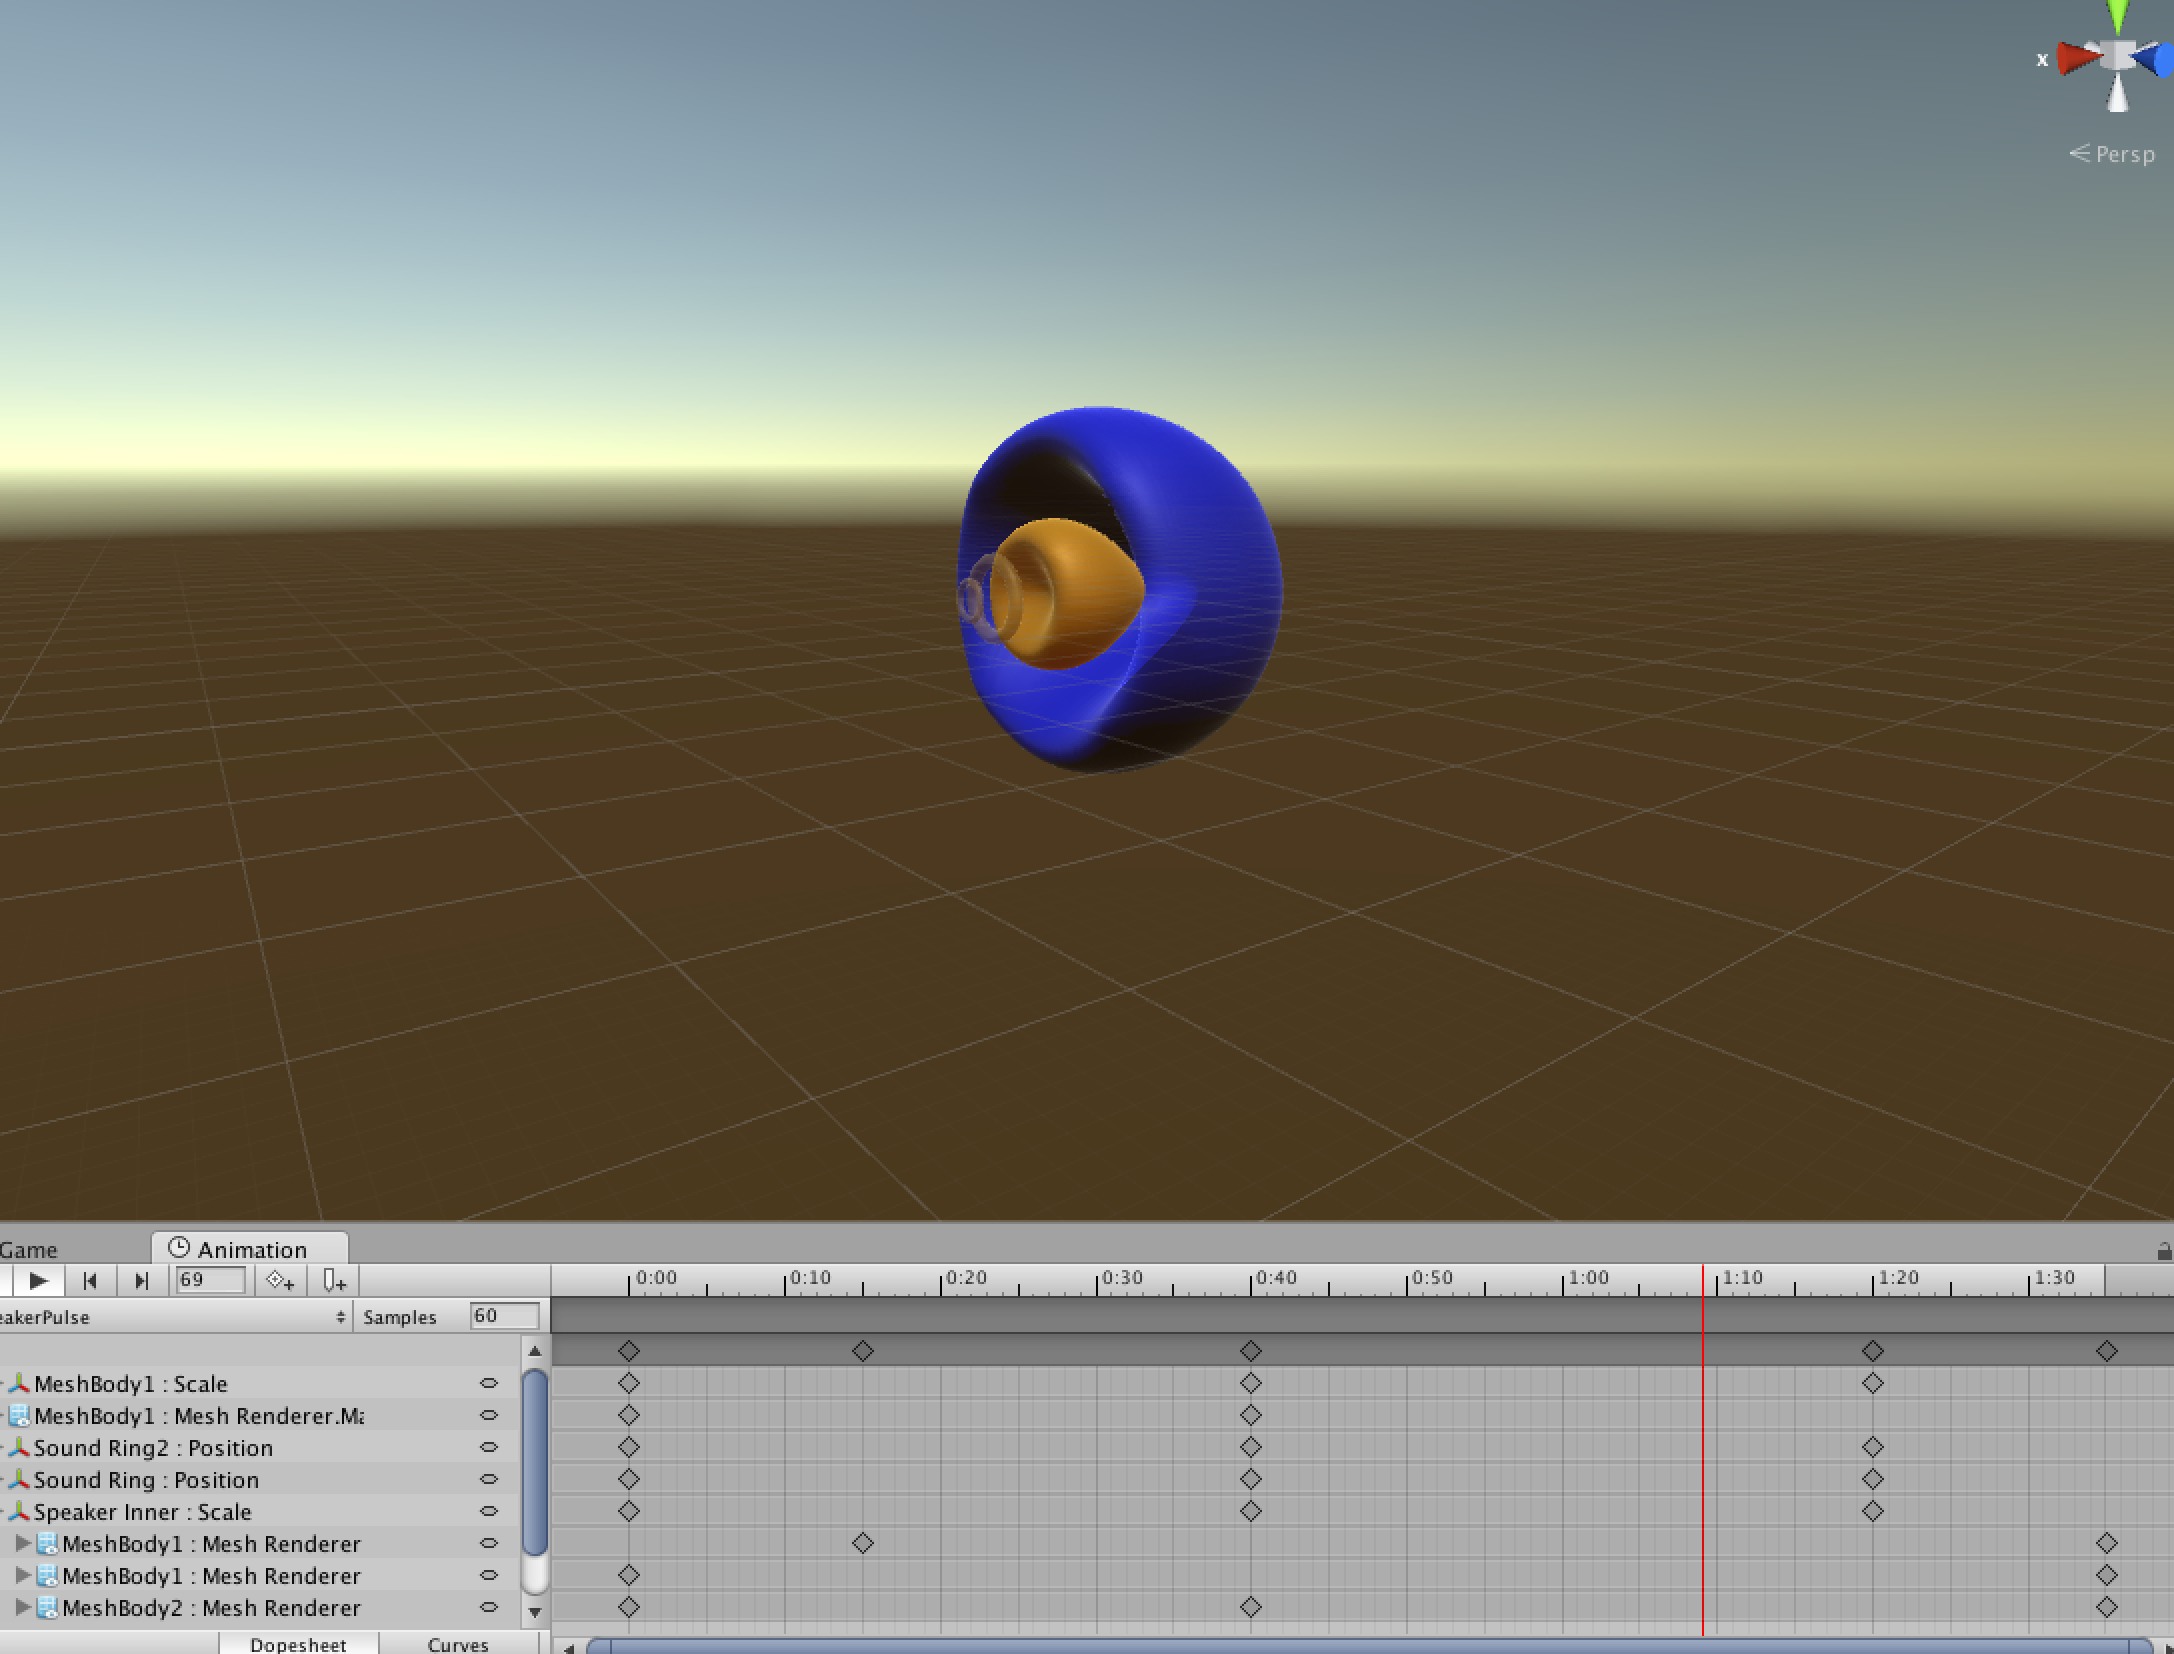 x
Persp
Game
Animation
69
0:00 0:10 0:20 0:30 0:40 0:50 1:00 1:10 1:20 1:30
eakerPulse
Samples
60
MeshBody1 : Scale
MeshBody1 : Mesh Renderer.Ma
Sound Ring2 : Position
Sound Ring : Position
Speaker Inner : Scale
MeshBody1 : Mesh Renderer
MeshBody1 : Mesh Renderer
MeshBody2 : Mesh Renderer
Dopesheet
Curves